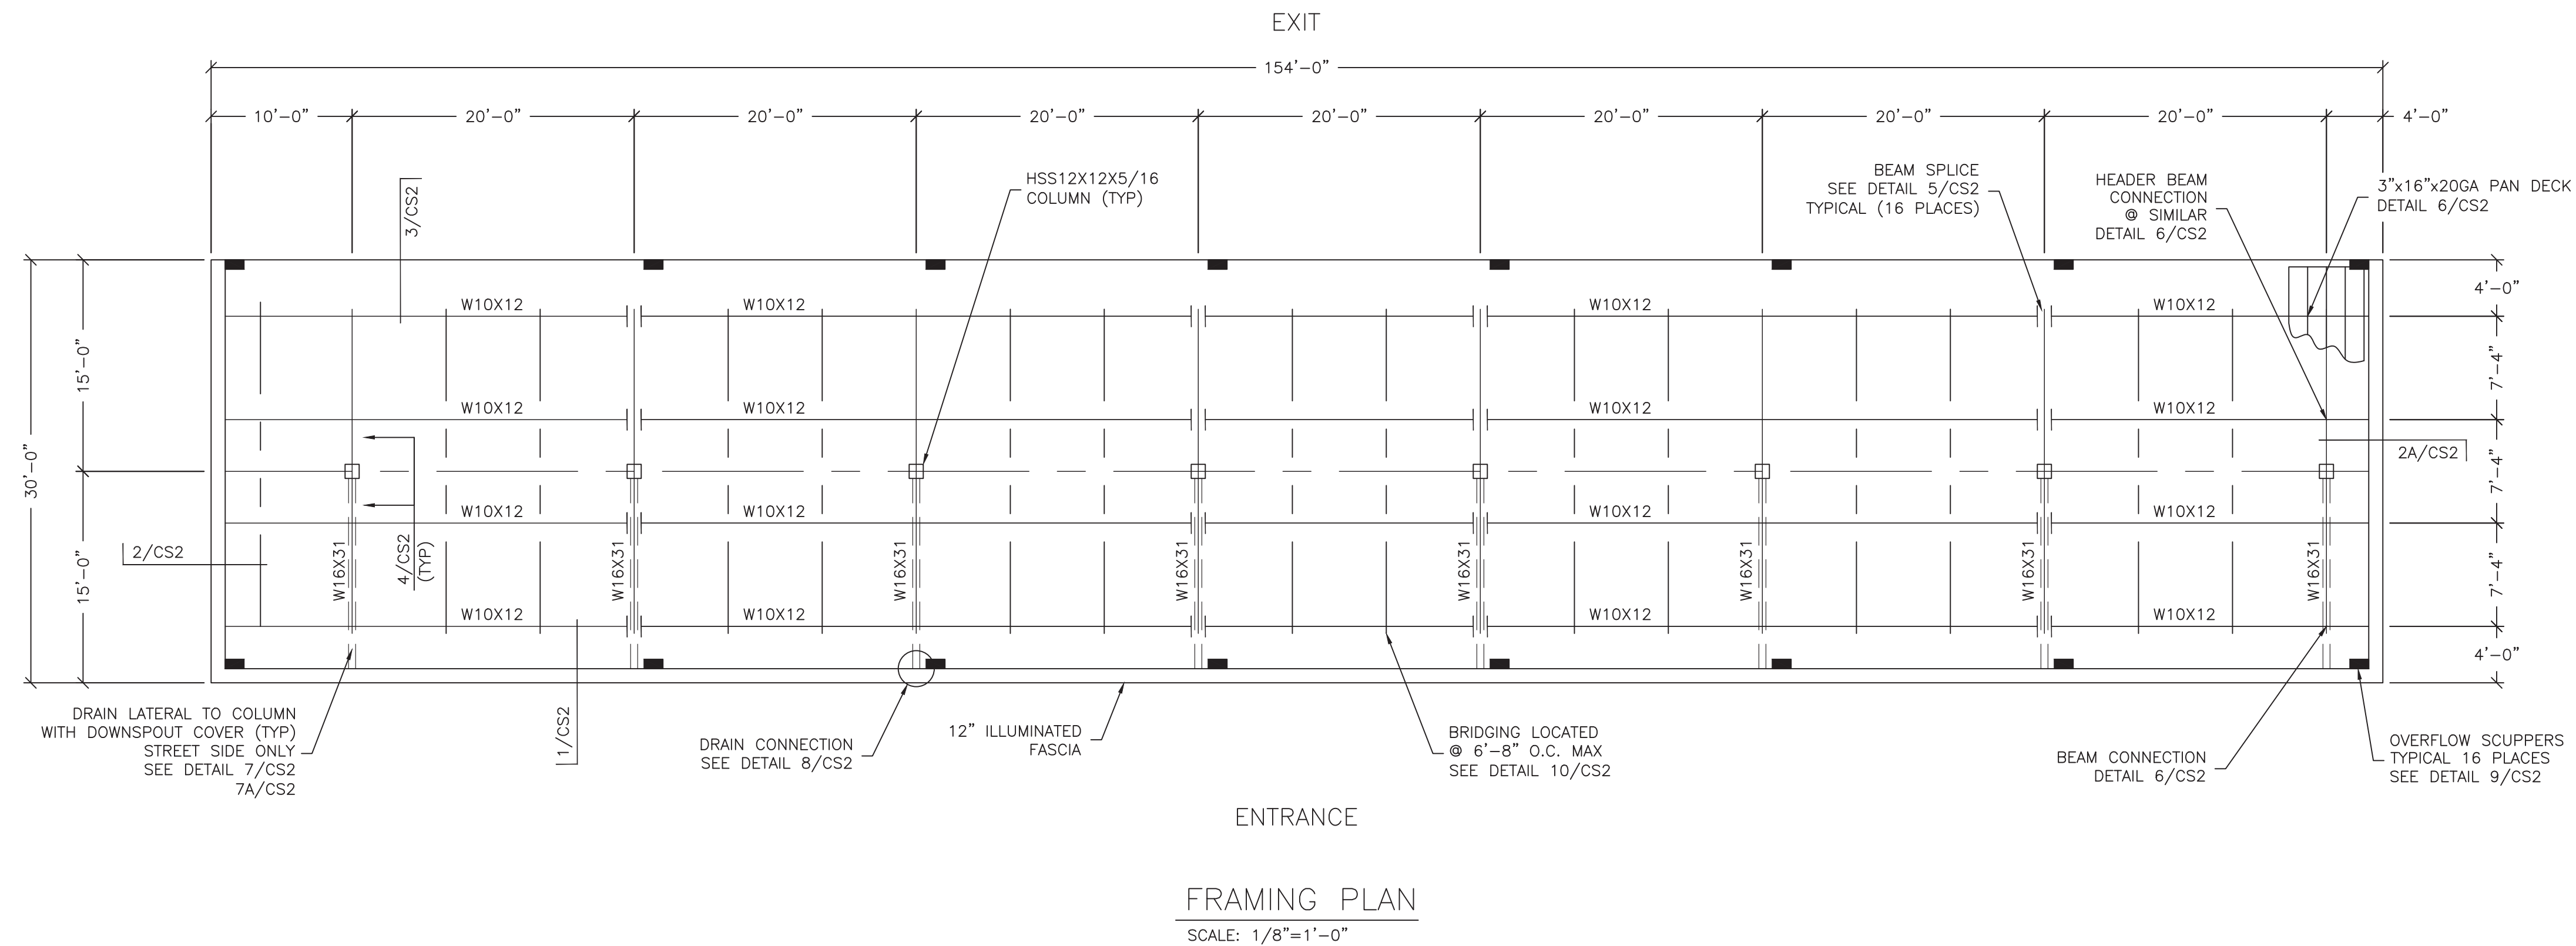 EXIT
154'-0"
10'-0"
20'-0"
20'-0"
20'-0"
20'-0"
20'-0"
20'-0"
20'-0"
4'-0"
3/CS2
HSS12X12X5/16
COLUMN (TYP)
BEAM SPLICE
SEE DETAIL 5/CS2
TYPICAL (16 PLACES)
HEADER BEAM
CONNECTION
@ SIMILAR
DETAIL 6/CS2
3"x16"x20GA PAN DECK
DETAIL 6/CS2
30'-0"
15'-0"
15'-0"
W10X12
W10X12
W10X12
W10X12
4'-0"
7'-4"
7'-4"
7'-4"
4'-0"
W10X12
W10X12
W10X12
W10X12
2A/CS2
W10X12
W10X12
W10X12
W10X12
2/CS2
4/CS2
(TYP)
W16X31
W16X31
W16X31
W16X31
W16X31
W16X31
W16X31
W16X31
W10X12
W10X12
W10X12
W10X12
1/CS2
DRAIN LATERAL TO COLUMN
WITH DOWNSPOUT COVER (TYP)
STREET SIDE ONLY
SEE DETAIL 7/CS2
7A/CS2
DRAIN CONNECTION
SEE DETAIL 8/CS2
12" ILLUMINATED
FASCIA
BRIDGING LOCATED
@ 6'-8" O.C. MAX
SEE DETAIL 10/CS2
BEAM CONNECTION
DETAIL 6/CS2
OVERFLOW SCUPPERS
TYPICAL 16 PLACES
SEE DETAIL 9/CS2
ENTRANCE
FRAMING PLAN
SCALE: 1/8"=1'-0"